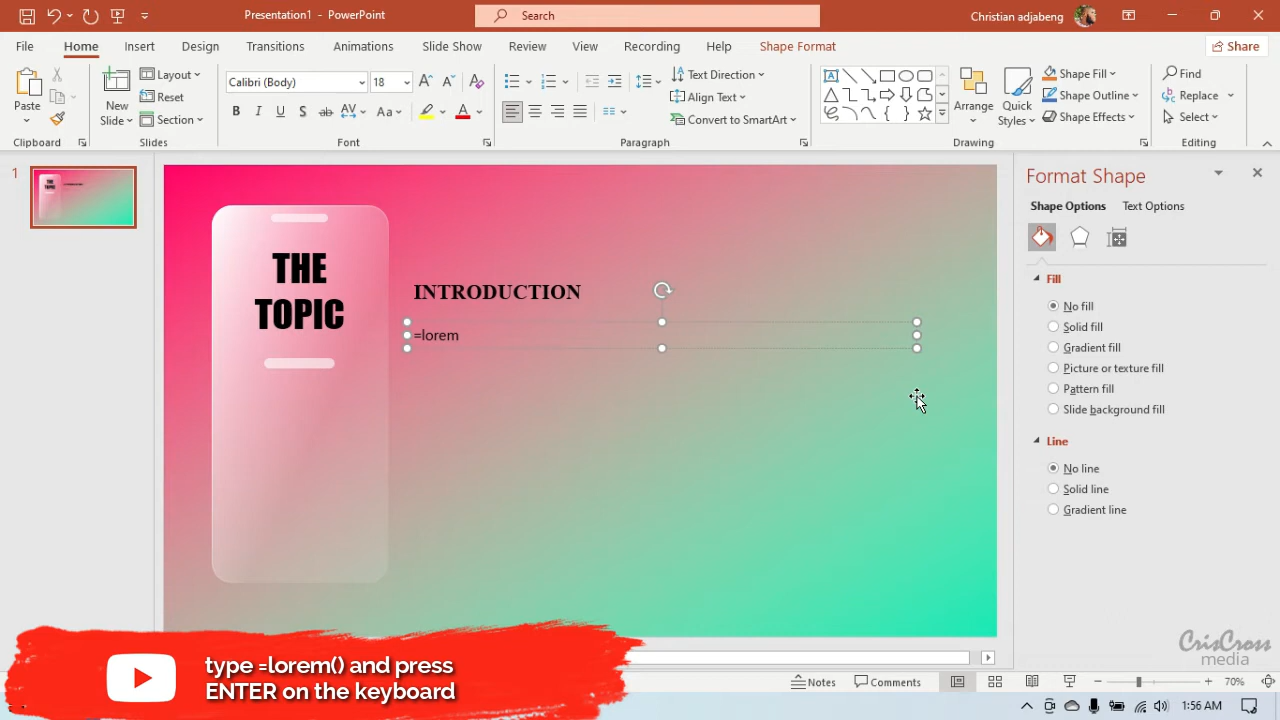 Presentation1 - PowerPoint
Search
Christian adjabeng
File
Home
Insert
Design
Transitions
Animations
Slide Show
Review
View
Recording
Help
Shape Format
Share
Paste
Clipboard
New
Slide
Layout
Reset
Section
Slides
Calibri (Body)
18
Font
Text Direction
Align Text
Convert to SmartArt
Paragraph
Arrange
Quick
Styles
Shape Fill
Shape Outline
Shape Effects
Drawing
Find
Replace
Select
Editing
1
THE
TOPIC
INTRODUCTION
=lorem
Format Shape
Shape Options
Text Options
Fill
No fill
Solid fill
Gradient fill
Picture or texture fill
Pattern fill
Slide background fill
Line
No line
Solid line
Gradient line
CrisCross
media
type =lorem() and press
ENTER on the keyboard
Notes
Comments
70%
1:56 AM